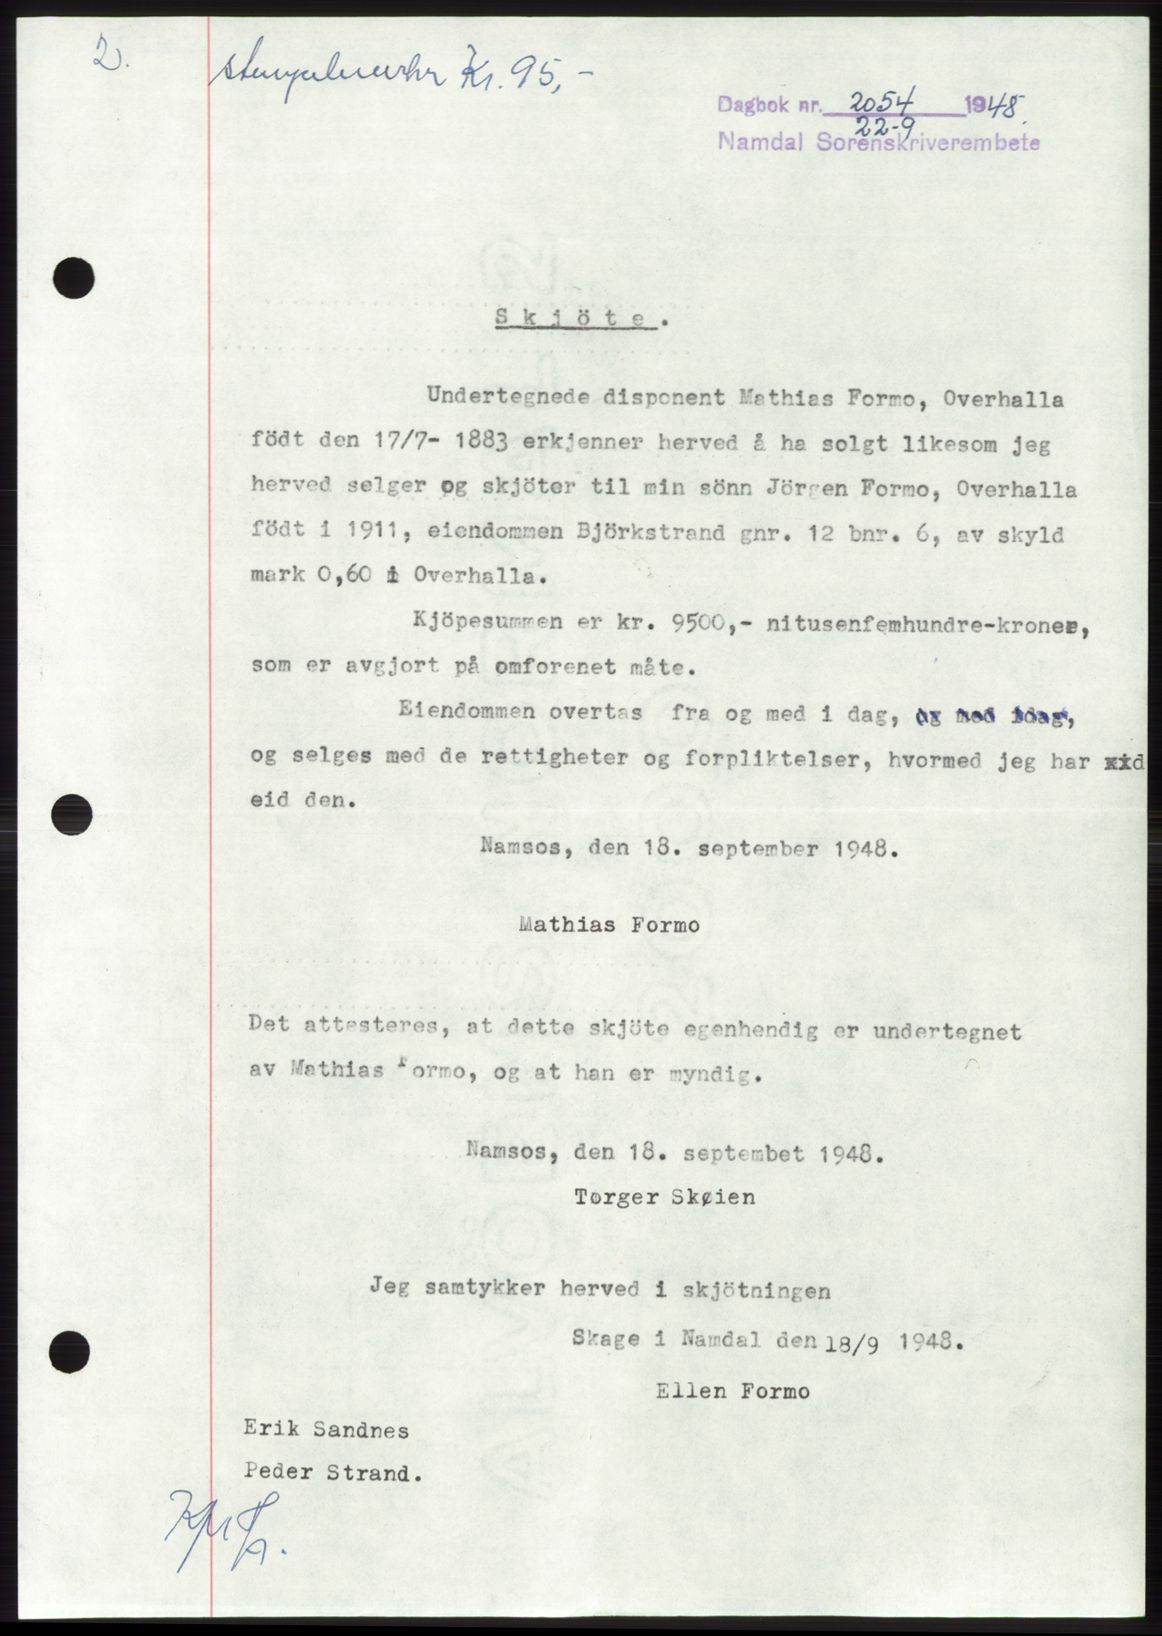 2.
Stempelmerke Kr. 95,-
Dagbok nr. 2054 1948.
22-9
Namdal Sorenskriverembete
Skjöte.
Undertegnede disponent Mathias Formo, Overhalla
födt den 17/7- 1883 erkjenner herved å ha solgt likesom jeg
herved selger og skjöter til min sönn Jörgen Formo, Overhalla
födt i 1911, eiendommen Björkstrand gnr. 12 bnr. 6, av skyld
mark 0,60 i Overhalla.
Kjöpesummen er kr. 9500,- nitusenfemhundre-kroner,
som er avgjort på omforenet måte.
Eiendommen overtas fra og med i dag, og med idag,
og selges med de rettigheter og forpliktelser, hvormed jeg har xid
eid den.
Namsos, den 18. september 1948.
Mathias Formo
Det attesteres, at dette skjöte egenhendig er undertegnet
av Mathias Formo, og at han er myndig.
Namsos, den 18. septembet 1948.
Torger Skøien
Jeg samtykker herved i skjötningen
Skage i Namdal den 18/9 1948.
Ellen Formo
Erik Sandnes
Peder Strand.